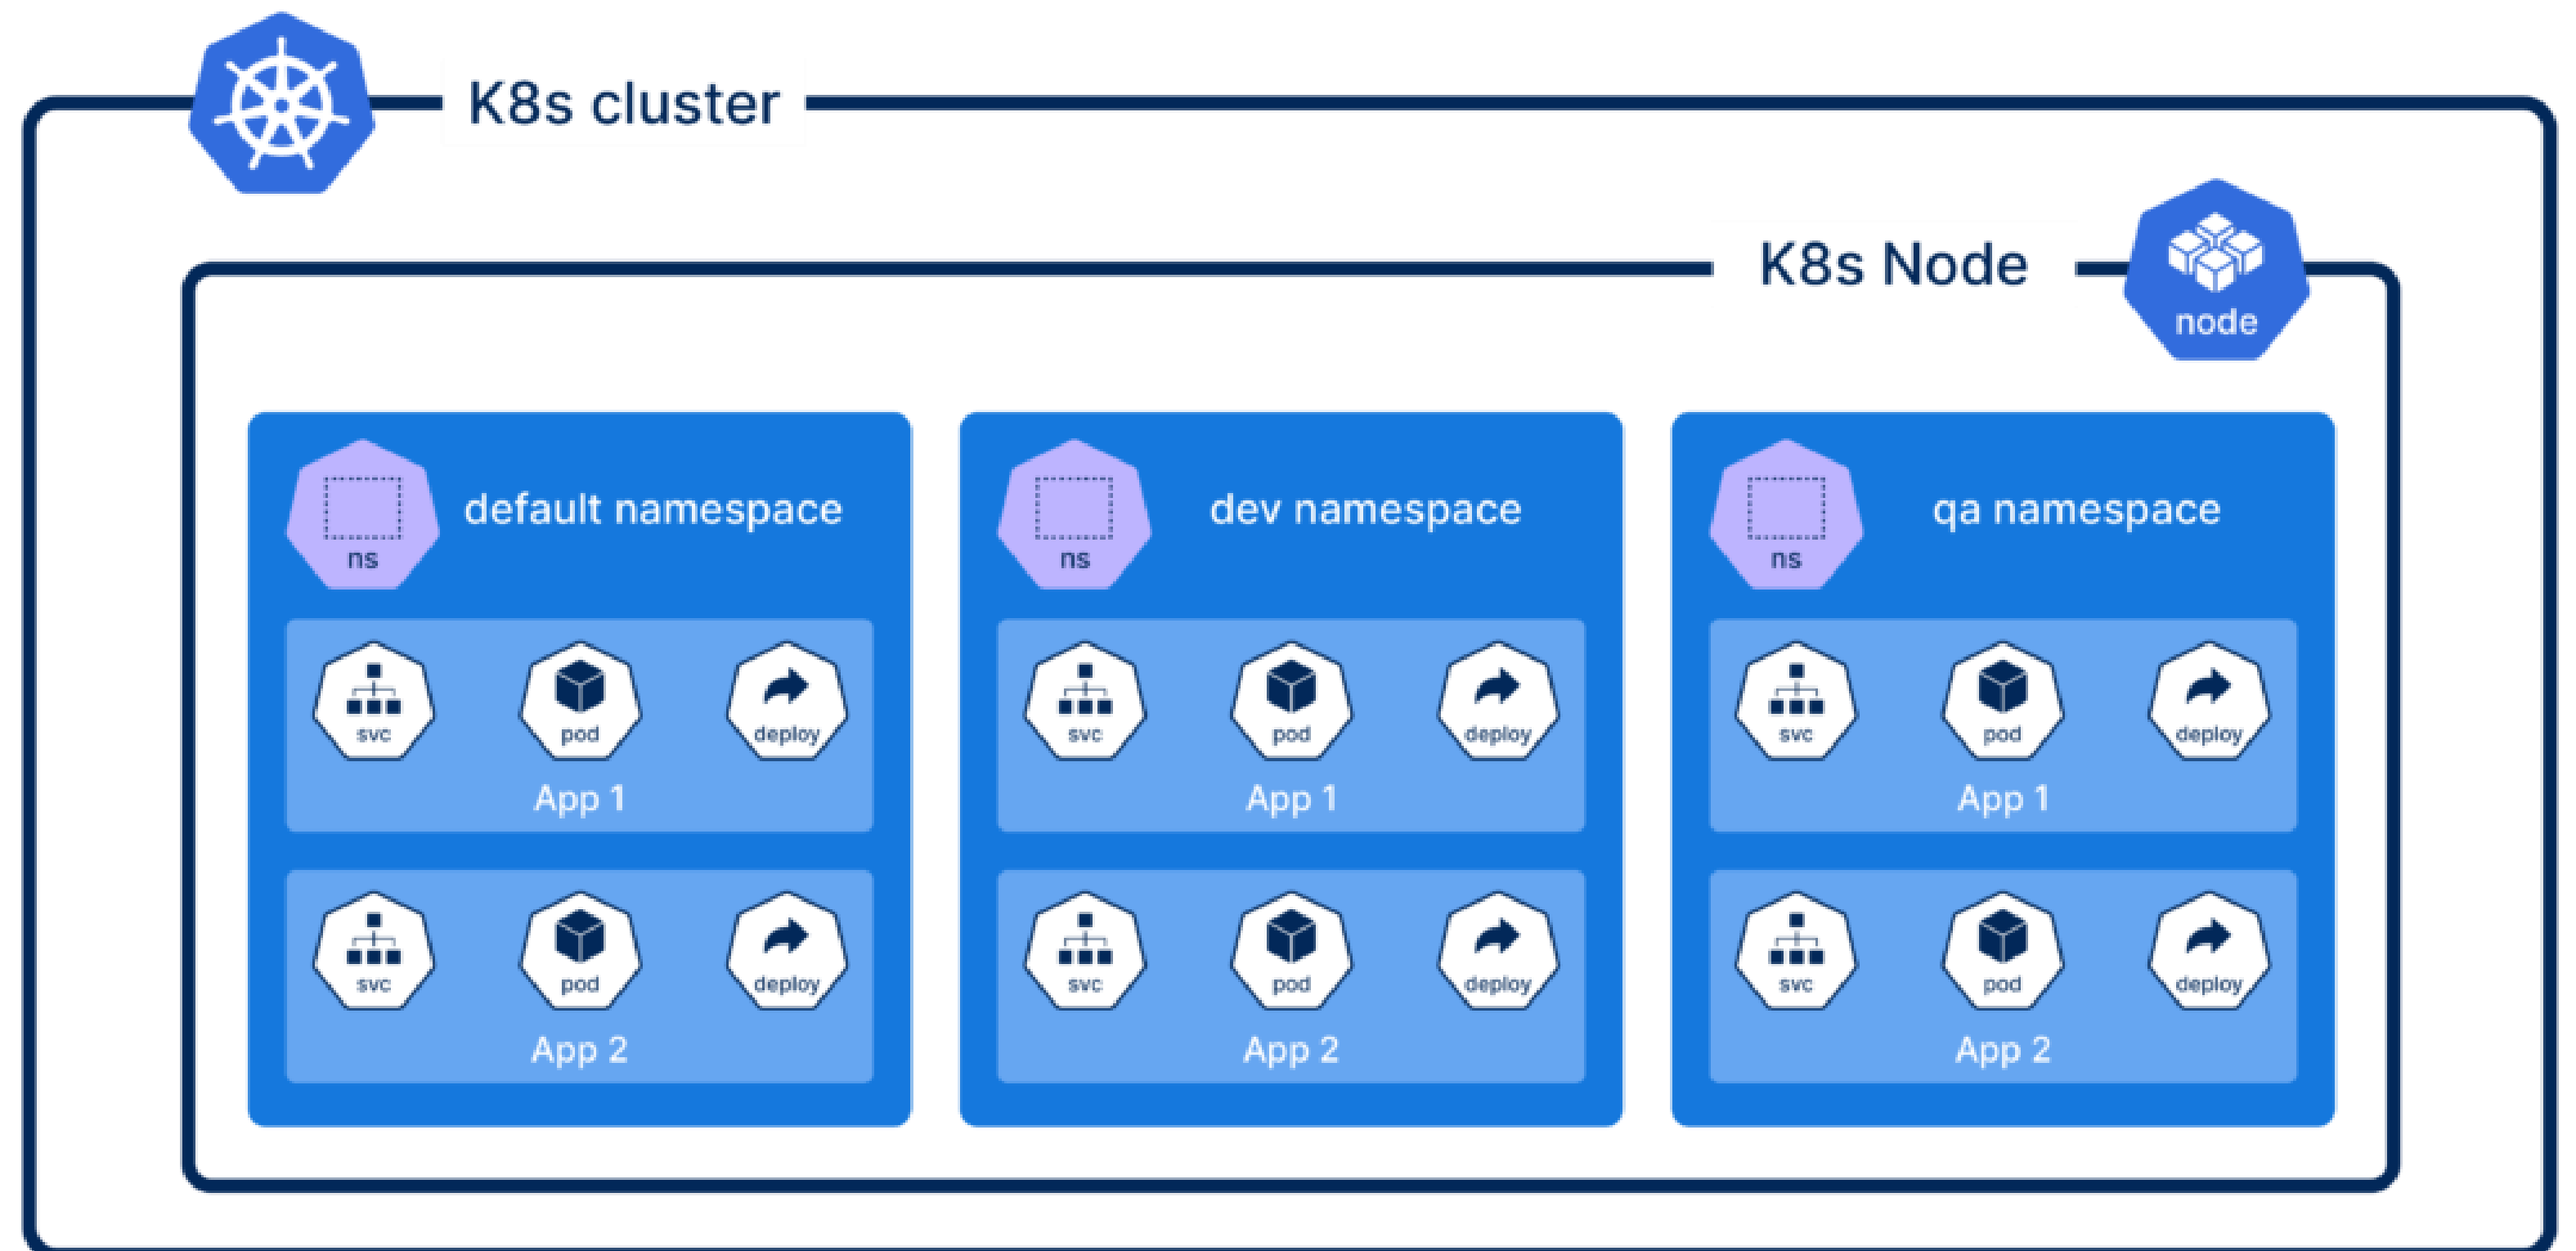 K8s cluster
K8s Node
node
ns
default namespace
svc pod deploy
App 1
svc pod deploy
App 2
ns
dev namespace
svc pod deploy
App 1
svc pod deploy
App 2
ns
qa namespace
svc pod deploy
App 1
svc pod deploy
App 2